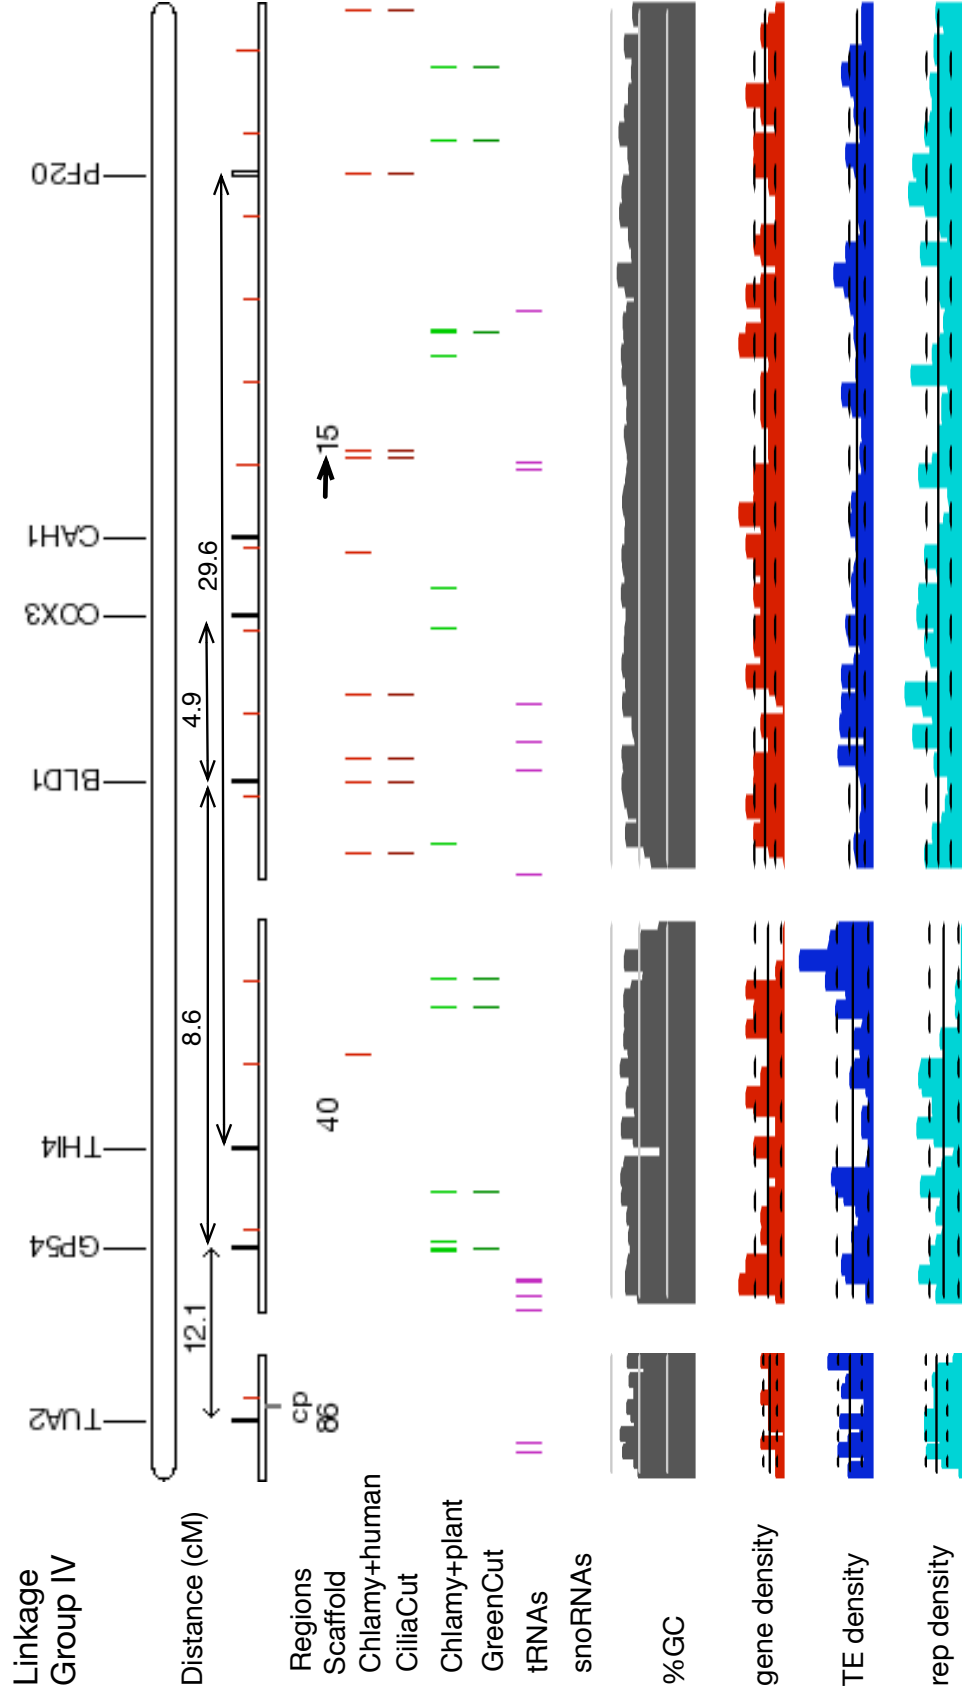 Linkage
Group IV
TUA2
GP54
THI4
BLD1
COX3
CAH1
PF20
Distance (cM)
12.1
8.6
4.9
29.6
Regions
cp
Scaffold
86
40
15
Chlamy+human
CiliaCut
Chlamy+plant
GreenCut
tRNAs
snoRNAs
%GC
gene density
TE density
rep density